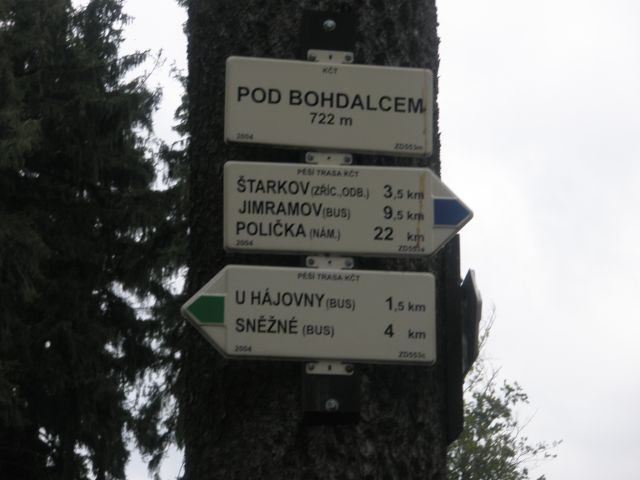 KČT
POD BOHDALCEM
722 m
2004 ZD553m
PĚŠÍ TRASA KČT
ŠTARKOV (ZŘÍC.,ODB.) 3,5 km
JIMRAMOV (BUS) 9,5 km
POLIČKA (NÁM.) 22 km
2004
PĚŠÍ TRASA KČT
U HÁJOVNY (BUS) 1,5 km
SNĚŽNÉ (BUS) 4 km
2004 ZD553c